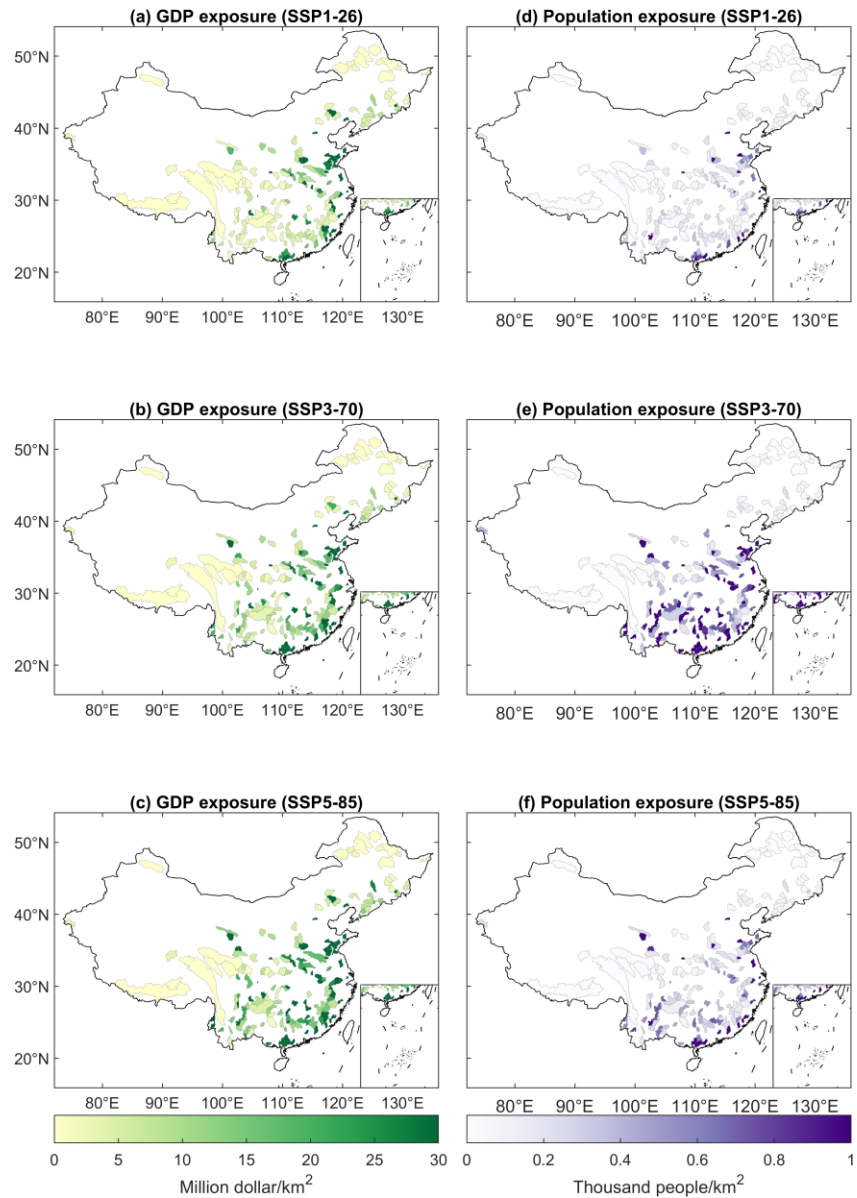 (a) GDP exposure (SSP1-26)
50°N
40°N
30°N
20°N
80°E 90°E 100°E 110°E 120°E 130°E
(d) Population exposure (SSP1-26)
80°E 90°E 100°E 110°E 120°E 130°E
(b) GDP exposure (SSP3-70)
50°N
40°N
30°N
20°N
80°E 90°E 100°E 110°E 120°E 130°E
(e) Population exposure (SSP3-70)
80°E 90°E 100°E 110°E 120°E 130°E
(c) GDP exposure (SSP5-85)
50°N
40°N
30°N
20°N
80°E 90°E 100°E 110°E 120°E 130°E
(f) Population exposure (SSP5-85)
80°E 90°E 100°E 110°E 120°E 130°E
0 5 10 15 20 25 30
Million dollar/km²
0 0.2 0.4 0.6 0.8 1
Thousand people/km²